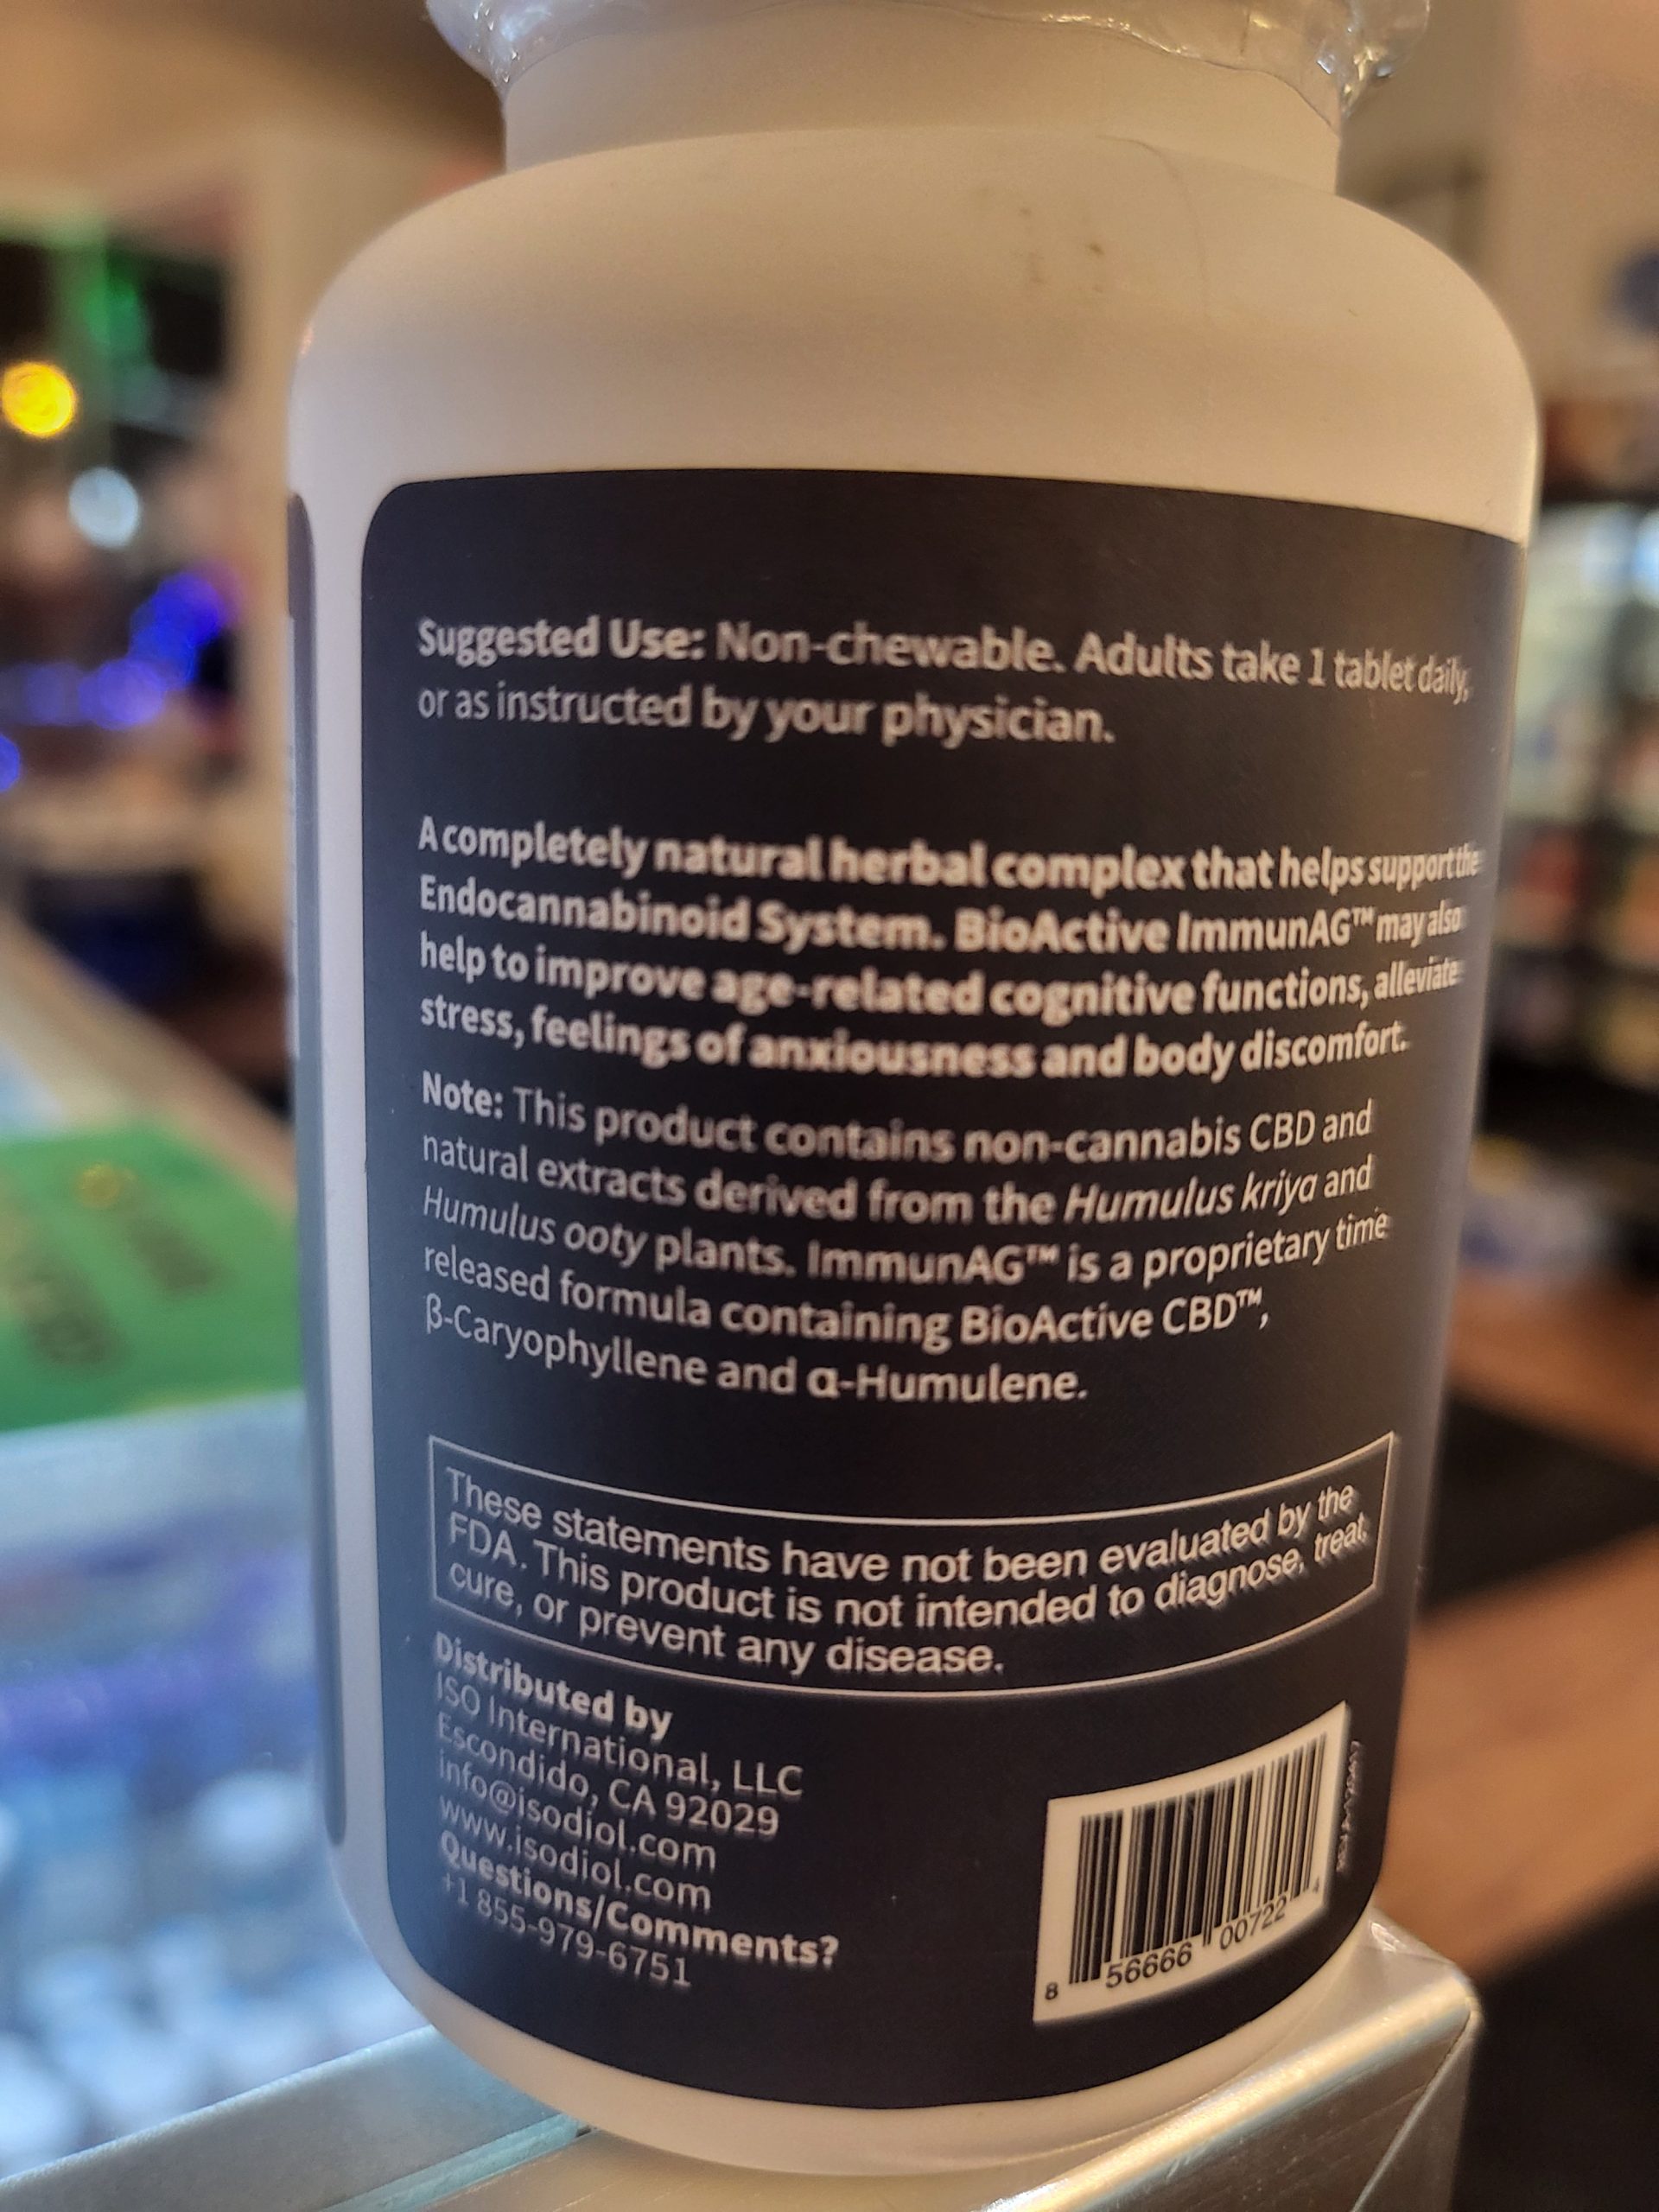 Suggested Use: Non-chewable. Adults take 1 tablet daily,
or as instructed by your physician.
A completely natural herbal complex that helps support the
Endocannabinoid System. BioActive ImmunAG™ may also
help to improve age-related cognitive functions, alleviate
stress, feelings of anxiousness and body discomfort.
Note: This product contains non-cannabis CBD and
natural extracts derived from the Humulus kriya and
Humulus ooty plants. ImmunAG™ is a proprietary time
released formula containing BioActive CBD™,
β-Caryophyllene and α-Humulene.
These statements have not been evaluated by the
FDA. This product is not intended to diagnose, treat,
cure, or prevent any disease.
Distributed by
ISO International, LLC
Escondido, CA 92029
info@isodiol.com
www.isodiol.com
Questions/Comments?
+1 855-979-6751
8 56666 00722 4